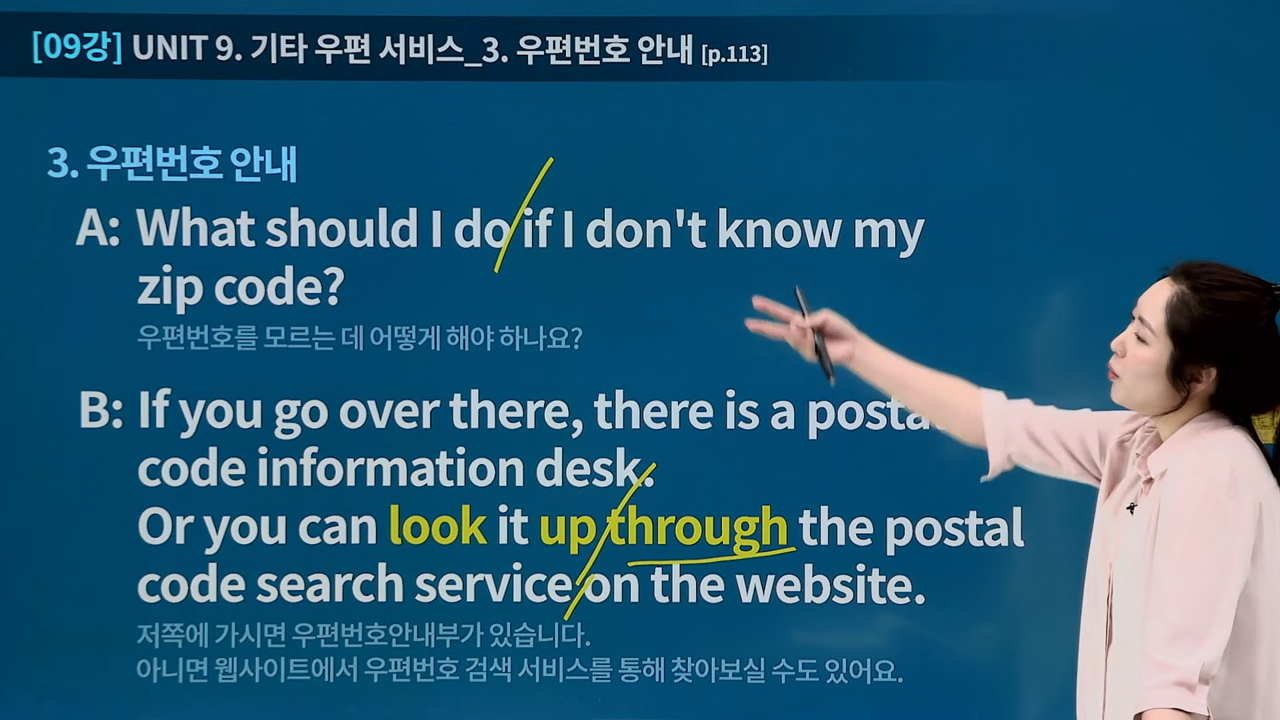 [09강] UNIT 9. 기타 우편 서비스_3. 우편번호 안내 [p.113]
3. 우편번호 안내
A: What should I do if I don't know my
zip code?
우편번호를 모르는 데 어떻게 해야 하나요?
B: If you go over there, there is a
code information desk.
Or you can look it up through the postal
code search service on the website.
저쪽에 가시면 우편번호안내부가 있습니다.
아니면 웹사이트에서 우편번호 검색 서비스를 통해 찾아보실 수도 있어요.